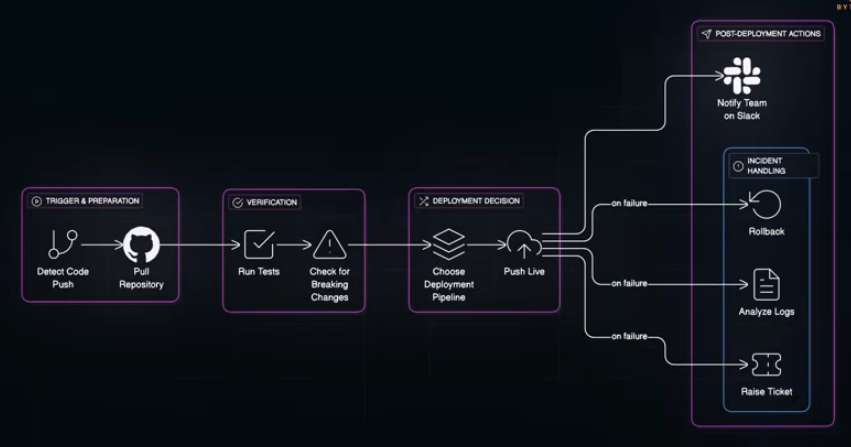 BY
POST-DEPLOYMENT ACTIONS
Notify Team
on Slack
INCIDENT
HANDLING
TRIGGER & PREPARATION
VERIFICATION
DEPLOYMENT DECISION
on failure
Rollback
Detect Code
Push
Pull
Repository
Run Tests
Check for
Breaking
Changes
Choose
Deployment
Pipeline
Push Live
on failure
Analyze Logs
on failure
Raise Ticket